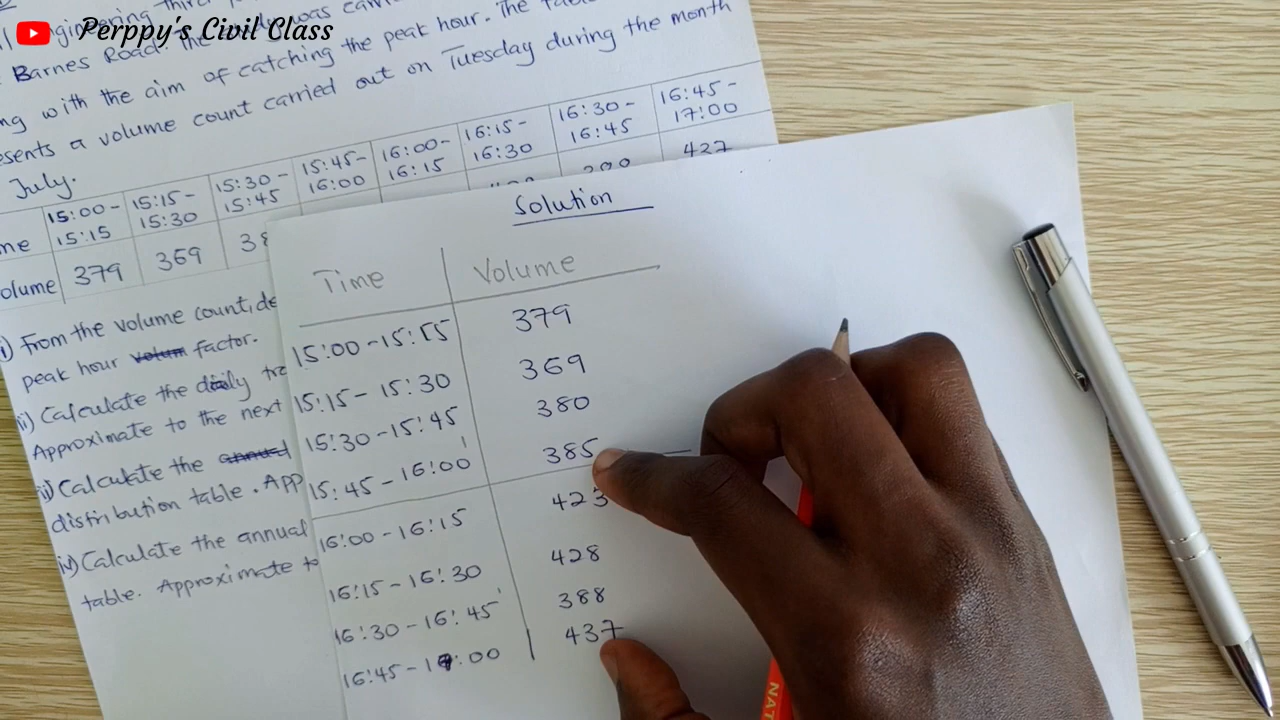 Perppy's Civil Class
Barnes Road. The was
with the aim of catching the peak hour. The
a volume count carried out on Tuesday during the month
July.
15:00 - 15:15 15:15 - 15:30 15:30 - 15:45 15:45 - 16:00 16:00 - 16:15 16:15 - 16:30 16:30 - 16:45 16:45 - 17:00
379 369 427
i) From the volume count,
peak hour factor.
ii) Calculate the daily
Approximate to the next
Calculate the annual
distribution table.
iv) Calculate the annual
table. Approximate to
Solution
Time Volume
15:00 - 15:15 379
15:15 - 15:30 369
15:30 - 15:45 380
15:45 - 16:00 385
16:00 - 16:15 423
16:15 - 16:30 428
16:30 - 16:45 388
16:45 - 17:00 437
NAT